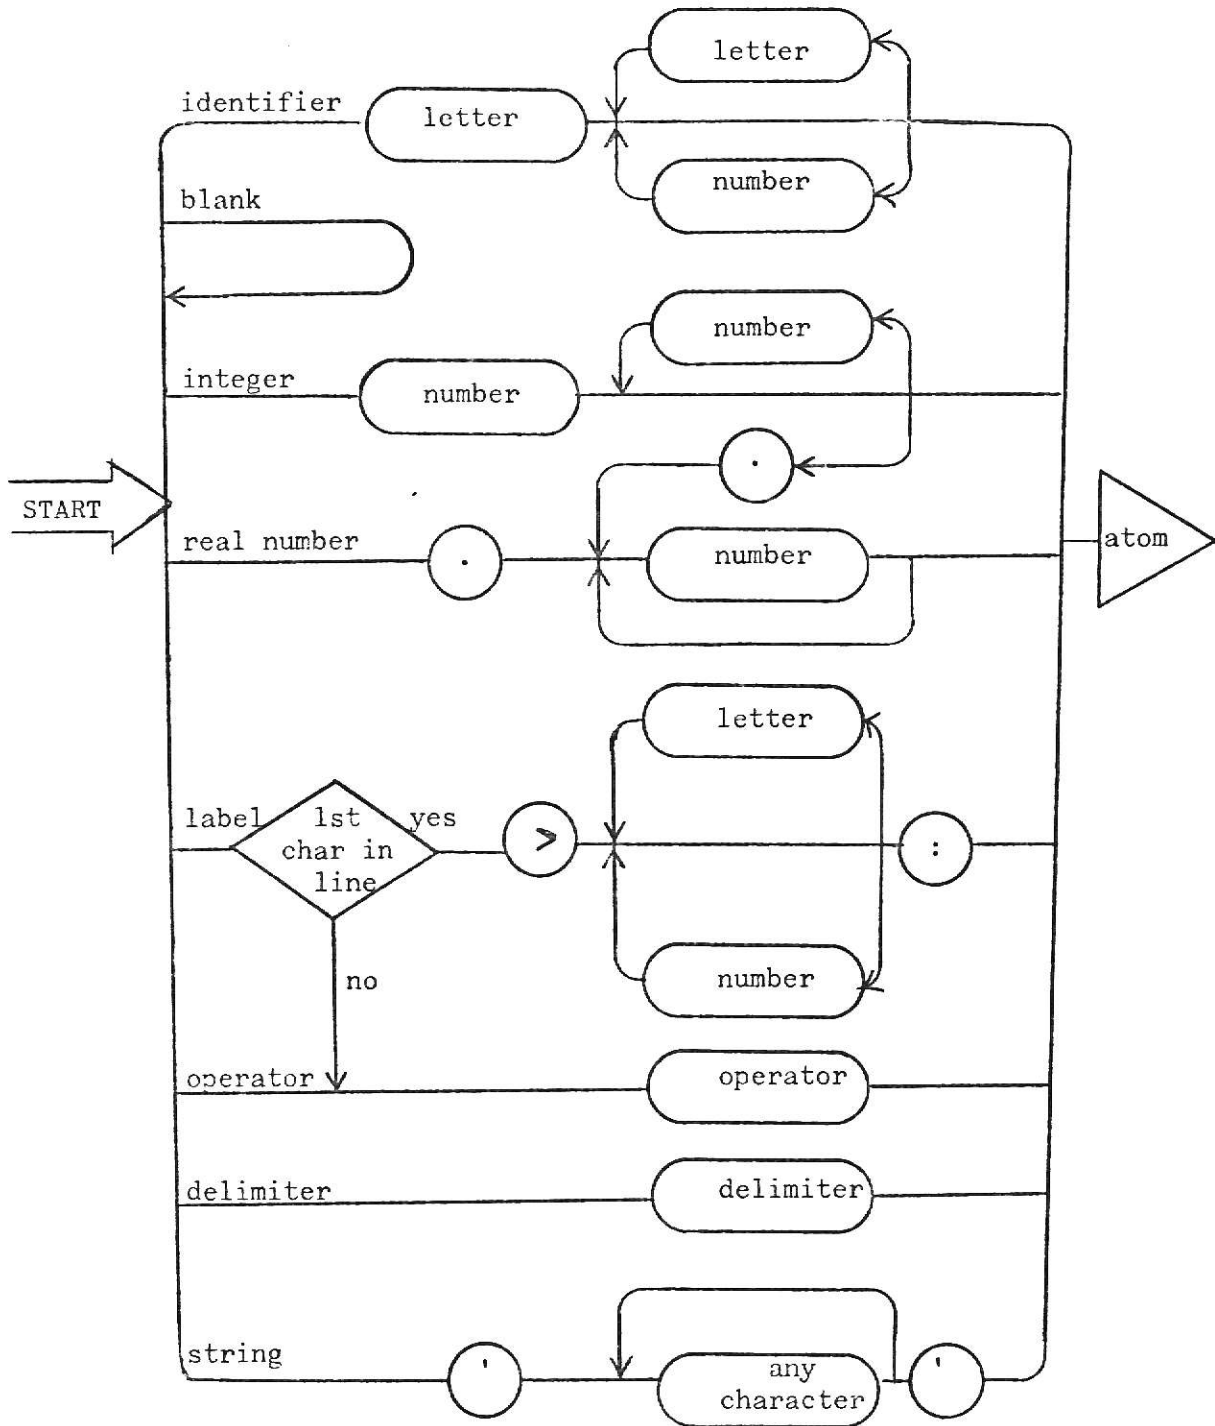 letter
identifier
letter
number
blank
number
integer
number
.
START
real number
.
number
atom
letter
label
1st
char in
line
yes
>
:
no
number
operator
operator
delimiter
delimiter
string
'
any
character
'